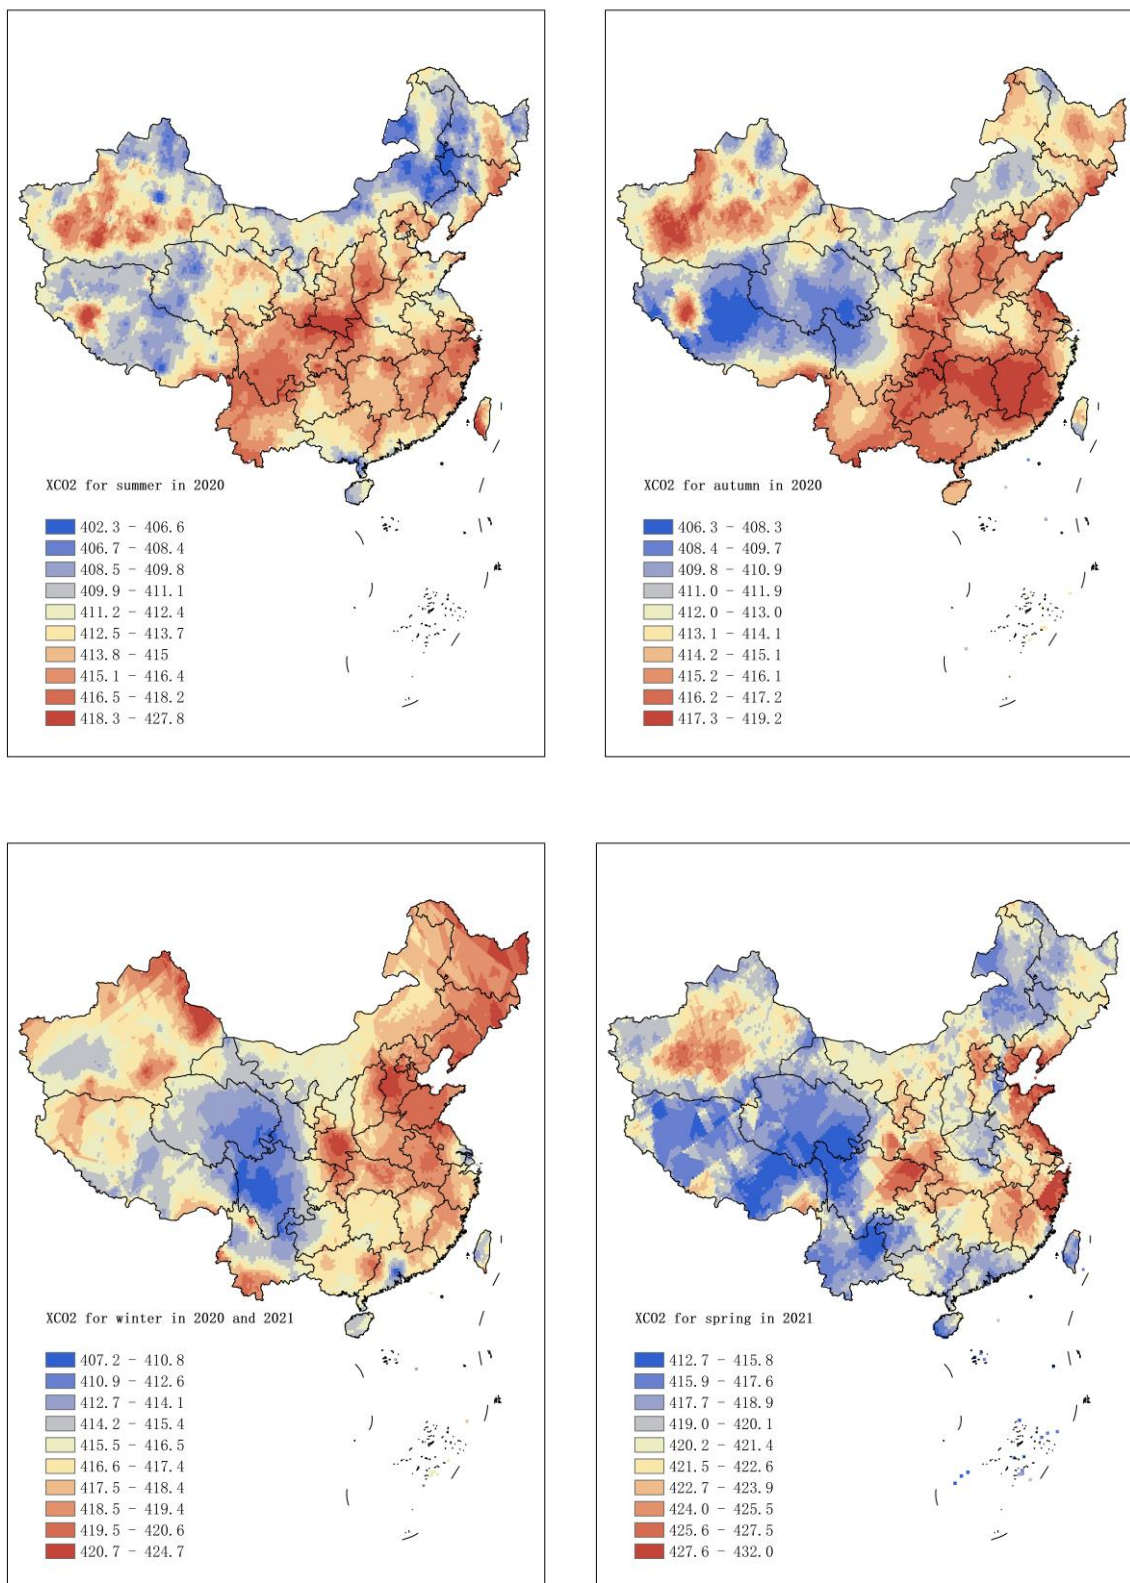 XCO2 for summer in 2020
402.3 - 406.6
406.7 - 408.4
408.5 - 409.8
409.9 - 411.1
411.2 - 412.4
412.5 - 413.7
413.8 - 415
415.1 - 416.4
416.5 - 418.2
418.3 - 427.8
XCO2 for autumn in 2020
406.3 - 408.3
408.4 - 409.7
409.8 - 410.9
411.0 - 411.9
412.0 - 413.0
413.1 - 414.1
414.2 - 415.1
415.2 - 416.1
416.2 - 417.2
417.3 - 419.2
XCO2 for winter in 2020 and 2021
407.2 - 410.8
410.9 - 412.6
412.7 - 414.1
414.2 - 415.4
415.5 - 416.5
416.6 - 417.4
417.5 - 418.4
418.5 - 419.4
419.5 - 420.6
420.7 - 424.7
XCO2 for spring in 2021
412.7 - 415.8
415.9 - 417.6
417.7 - 418.9
419.0 - 420.1
420.2 - 421.4
421.5 - 422.6
422.7 - 423.9
424.0 - 425.5
425.6 - 427.5
427.6 - 432.0